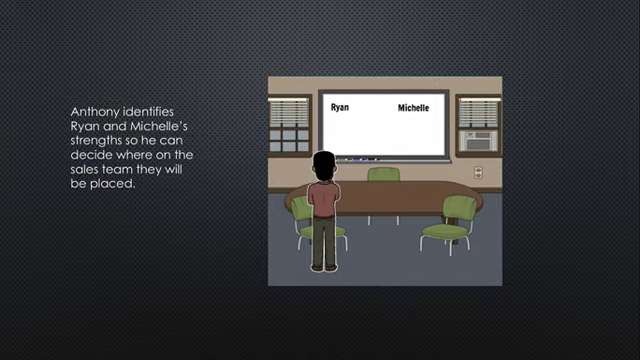 Anthony identifies
Ryan and Michelle's
strengths so he can
decide where on the
sales team they will
be placed.
Ryan Michelle